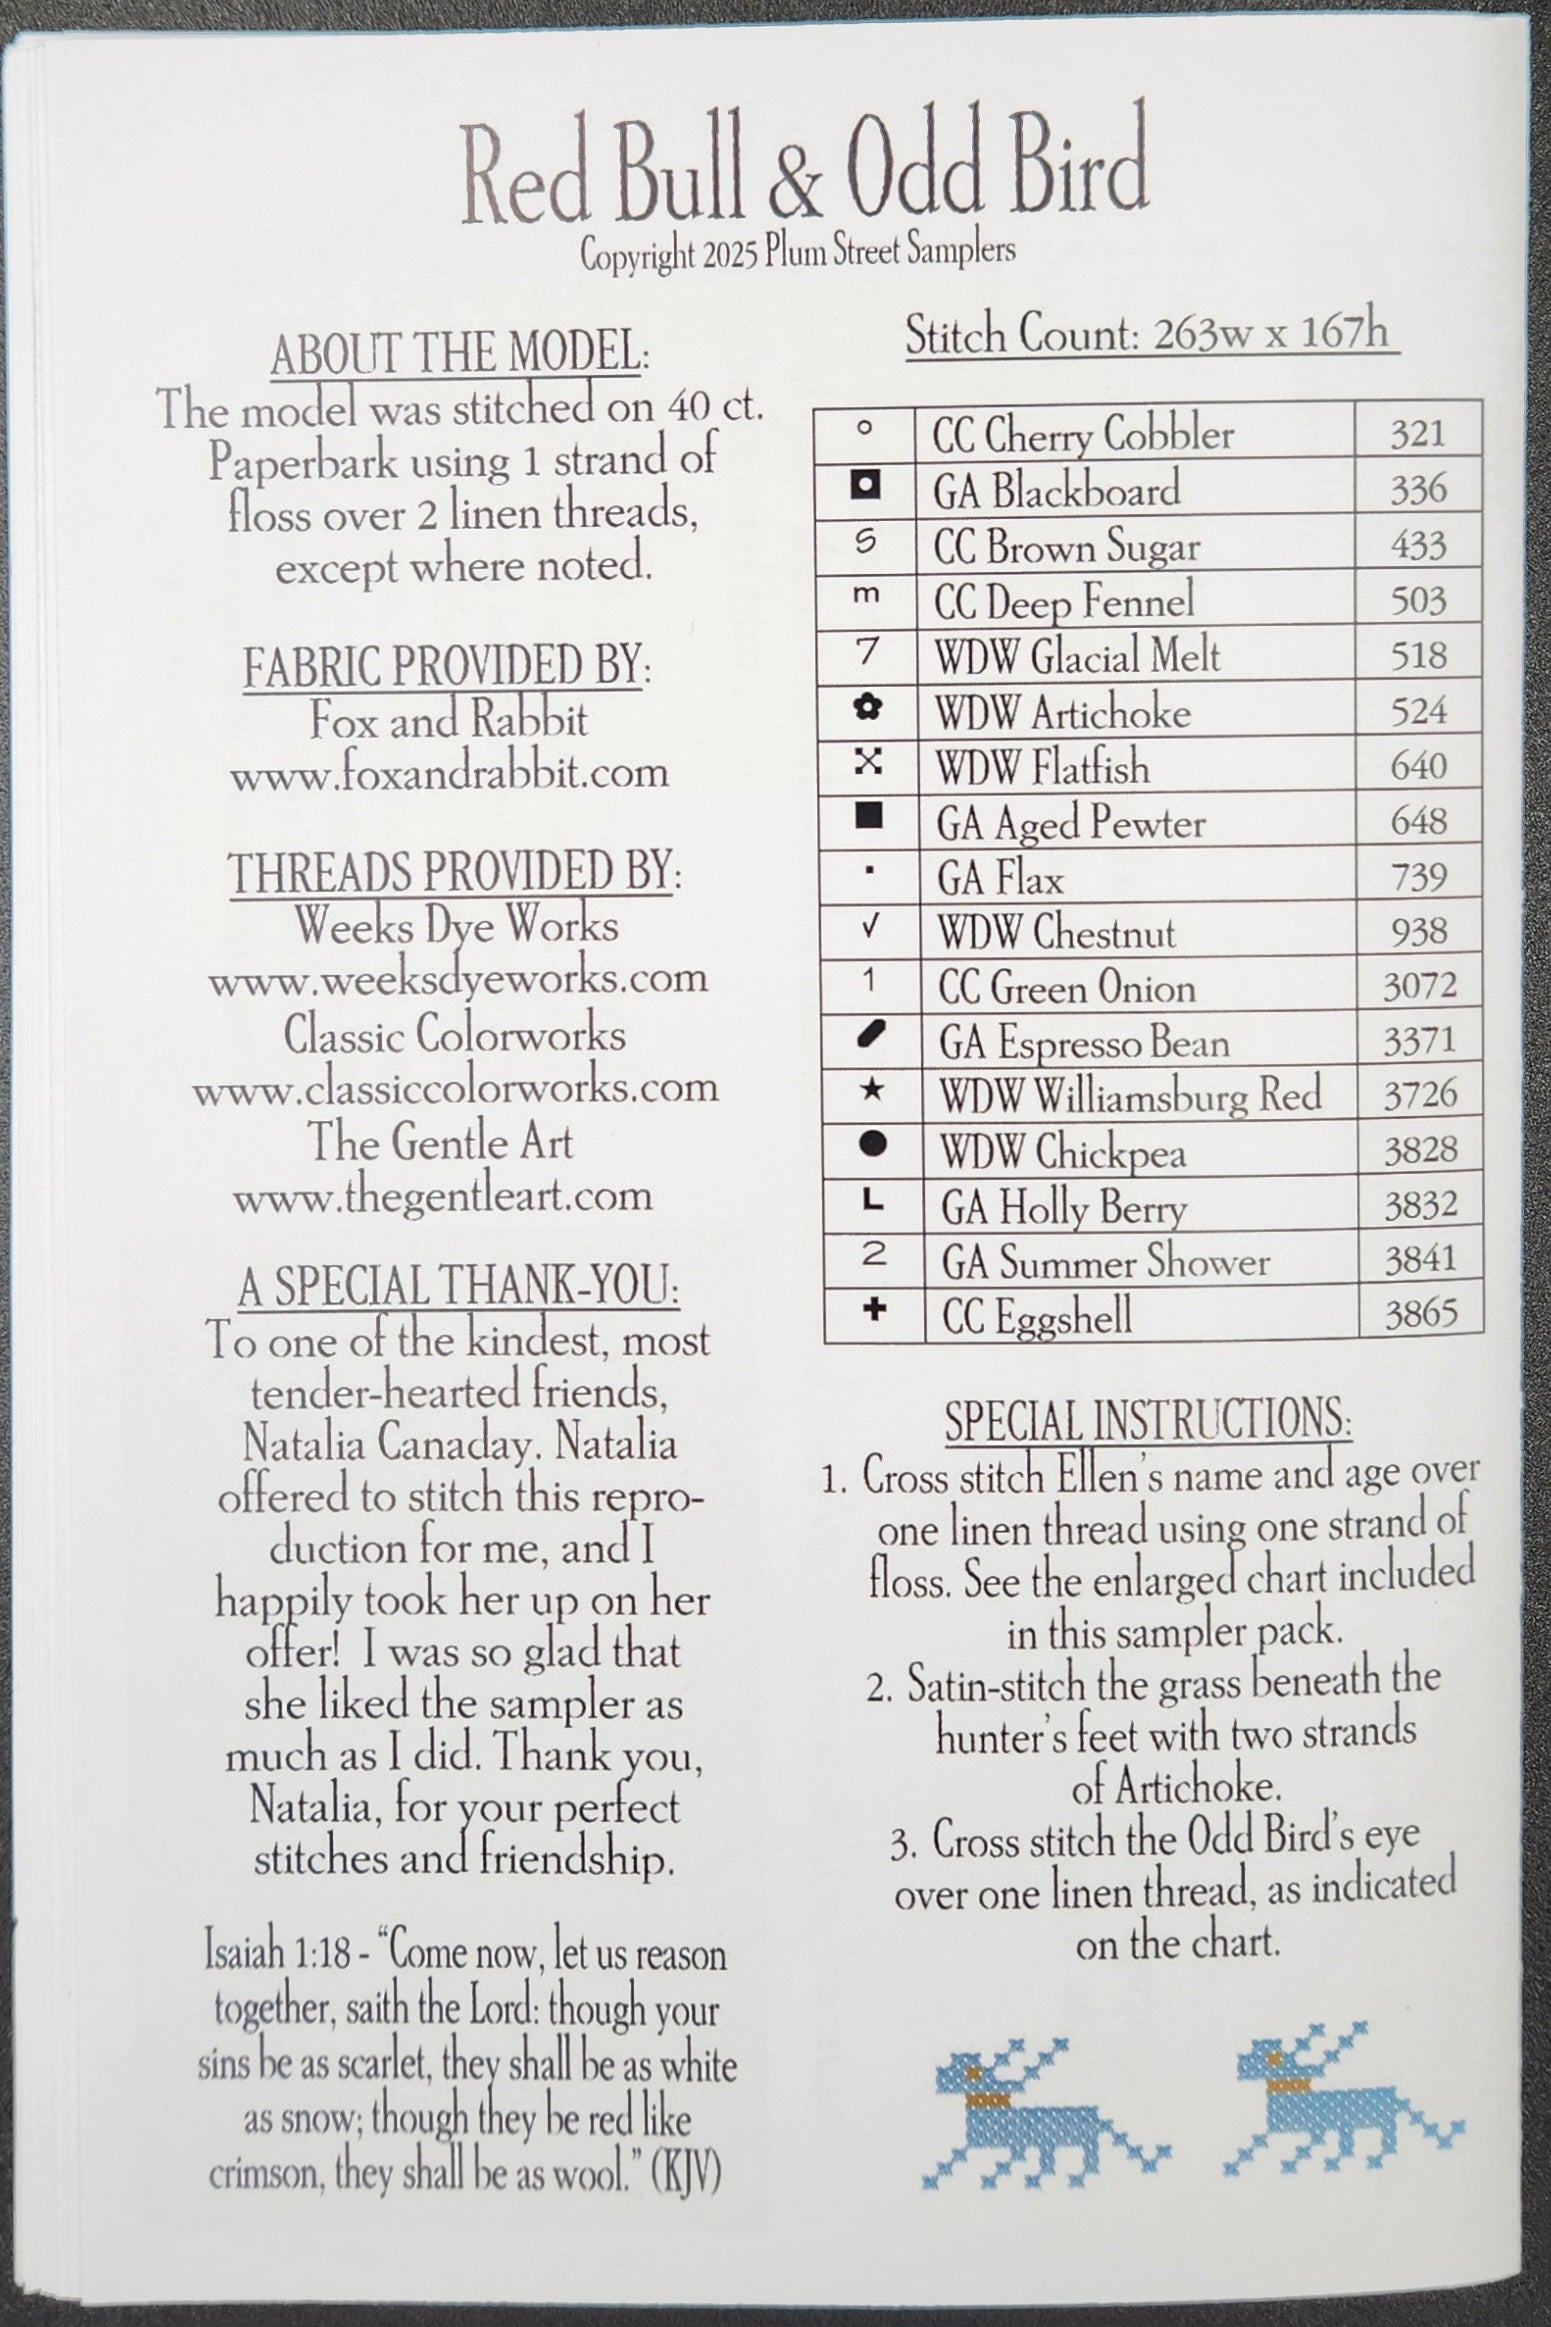 Red Bull & Odd Bird
Copyright 2025 Plum Street Samplers
ABOUT THE MODEL:
The model was stitched on 40 ct.
Paperbark using 1 strand of
floss over 2 linen threads,
except where noted.
FABRIC PROVIDED BY:
Fox and Rabbit
www.foxandrabbit.com
THREADS PROVIDED BY:
Weeks Dye Works
www.weeksdyeworks.com
Classic Colorworks
www.classiccolorworks.com
The Gentle Art
www.thegentleart.com
A SPECIAL THANK-YOU:
To one of the kindest, most
tender-hearted friends,
Natalia Canaday. Natalia
offered to stitch this repro-
duction for me, and I
happily took her up on her
offer! I was so glad that
she liked the sampler as
much as I did. Thank you,
Natalia, for your perfect
stitches and friendship.
Isaiah 1:18 - “Come now, let us reason
together, saith the Lord: though your
sins be as scarlet, they shall be as white
as snow; though they be red like
crimson, they shall be as wool.” (KJV)
Stitch Count: 263w x 167h
○ CC Cherry Cobbler 321
◘ GA Blackboard 336
S CC Brown Sugar 433
m CC Deep Fennel 503
7 WDW Glacial Melt 518
✿ WDW Artichoke 524
WDW Flatfish 640
■ GA Aged Pewter 648
▪ GA Flax 739
√ WDW Chestnut 938
1 CC Green Onion 3072
GA Espresso Bean 3371
★ WDW Williamsburg Red 3726
● WDW Chickpea 3828
L GA Holly Berry 3832
2 GA Summer Shower 3841
✚ CC Eggshell 3865
SPECIAL INSTRUCTIONS:
1. Cross stitch Ellen's name and age over
one linen thread using one strand of
floss. See the enlarged chart included
in this sampler pack.
2. Satin-stitch the grass beneath the
hunter's feet with two strands
of Artichoke.
3. Cross stitch the Odd Bird's eye
over one linen thread, as indicated
on the chart.